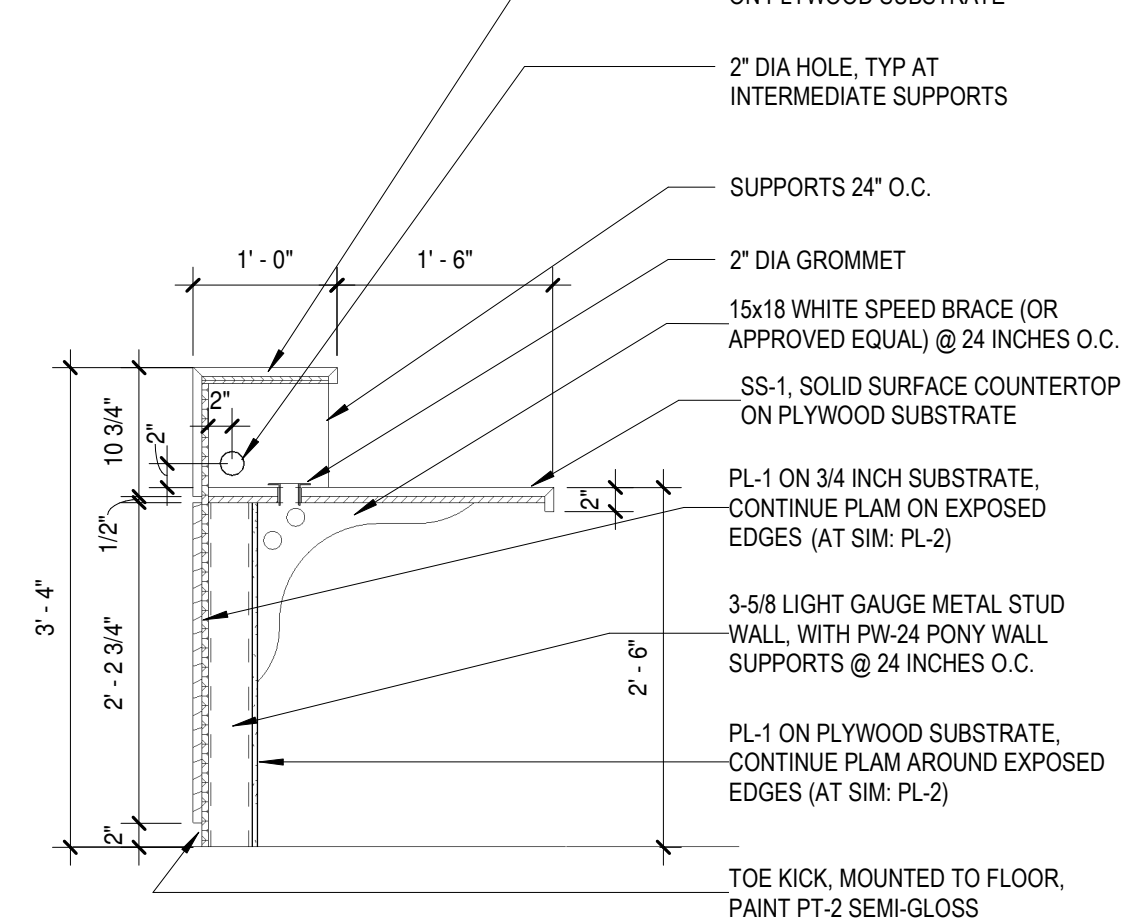 ON PLYWOOD SUBSTRATE
2" DIA HOLE, TYP AT
INTERMEDIATE SUPPORTS
SUPPORTS 24" O.C.
1' - 0"
1' - 6"
2" DIA GROMMET
15x18 WHITE SPEED BRACE (OR
APPROVED EQUAL) @ 24 INCHES O.C.
SS-1, SOLID SURFACE COUNTERTOP
ON PLYWOOD SUBSTRATE
2"
10 3/4"
2"
2"
PL-1 ON 3/4 INCH SUBSTRATE,
CONTINUE PLAM ON EXPOSED
EDGES (AT SIM: PL-2)
1/2"
3' - 4"
2' - 2 3/4"
2' - 6"
3-5/8 LIGHT GAUGE METAL STUD
WALL, WITH PW-24 PONY WALL
SUPPORTS @ 24 INCHES O.C.
PL-1 ON PLYWOOD SUBSTRATE,
CONTINUE PLAM AROUND EXPOSED
EDGES (AT SIM: PL-2)
2"
TOE KICK, MOUNTED TO FLOOR,
PAINT PT-2 SEMI-GLOSS